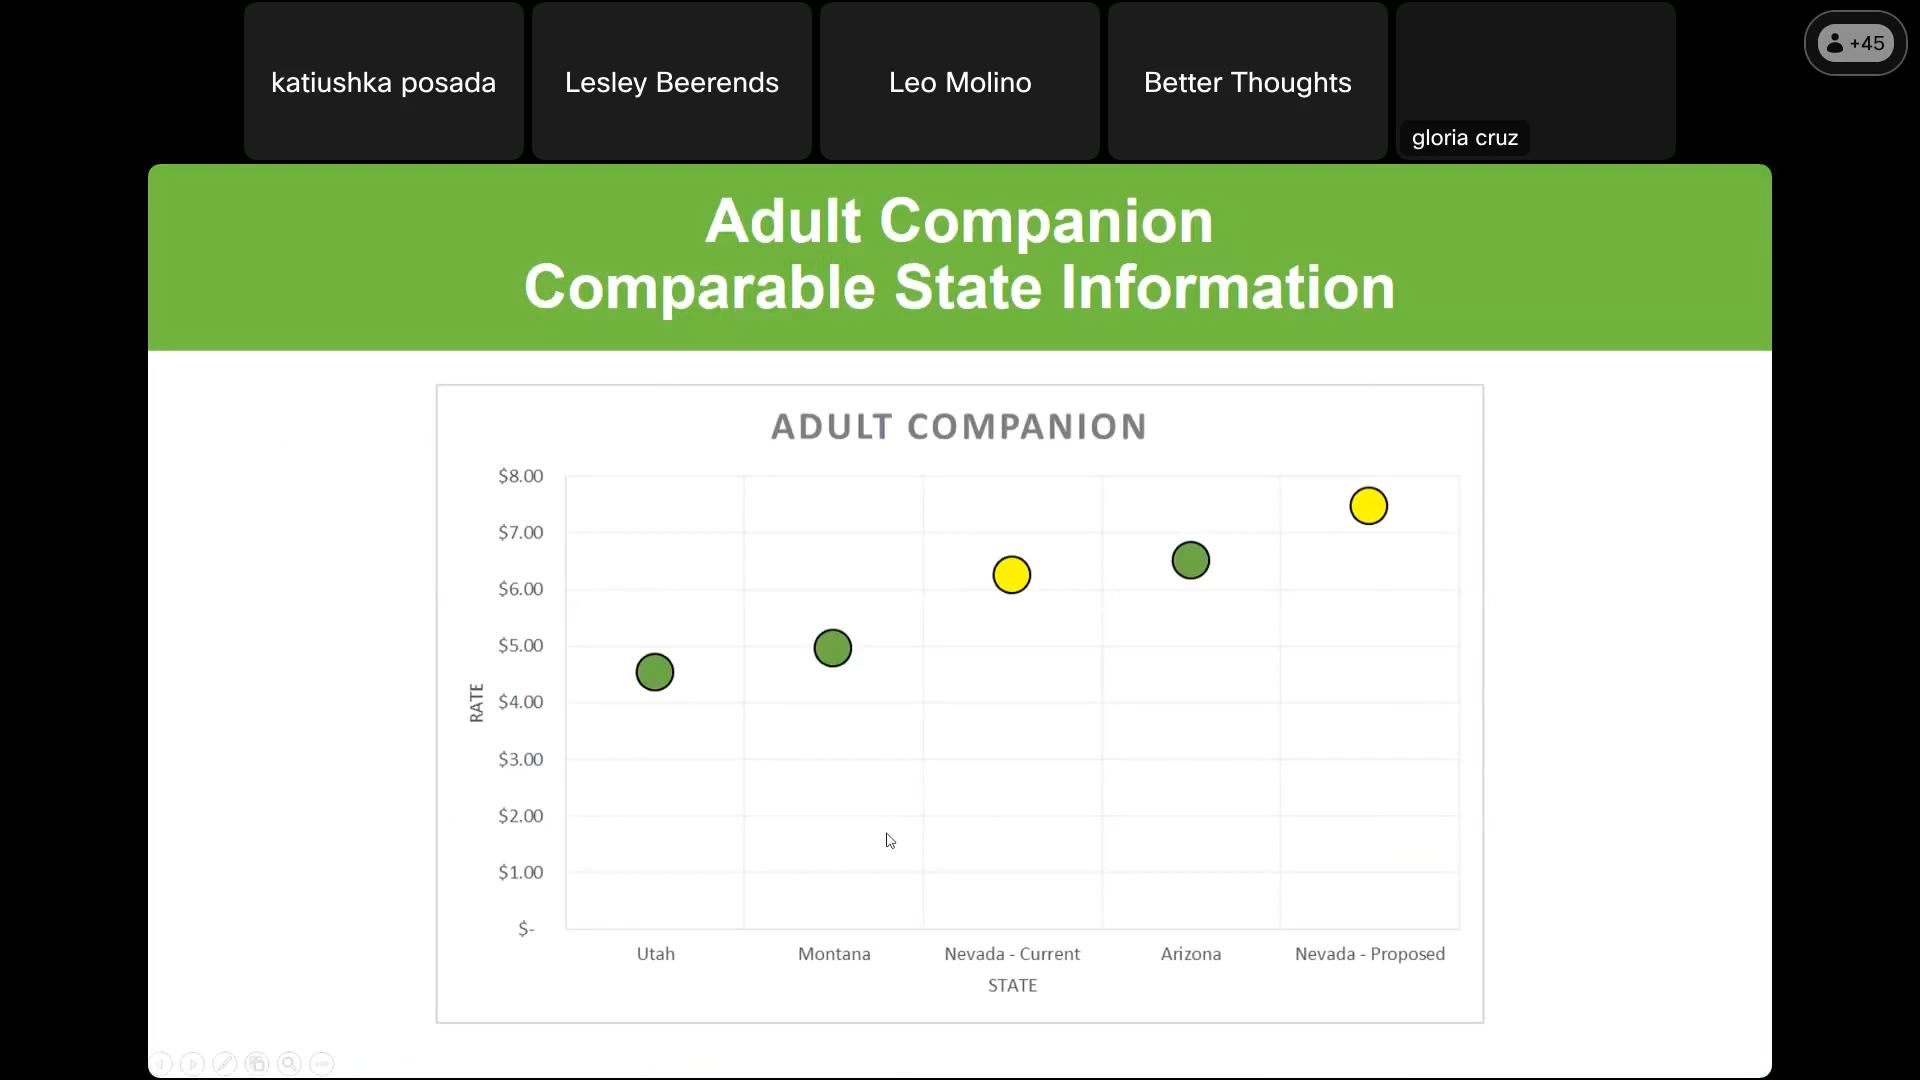 katiushka posada
Lesley Beerends
Leo Molino
Better Thoughts
gloria cruz
+45
Adult Companion
Comparable State Information
ADULT COMPANION
$8.00
$7.00
$6.00
$5.00
$4.00
$3.00
$2.00
$1.00
$-
RATE
Utah
Montana
Nevada - Current
Arizona
Nevada - Proposed
STATE